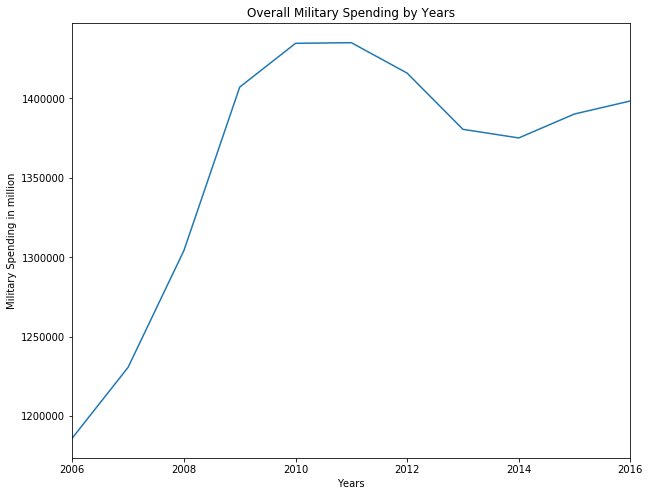 Overall Military Spending by Years
Military Spending in million
1400000
1350000
1300000
1250000
1200000
2006 2008 2010 2012 2014 2016
Years